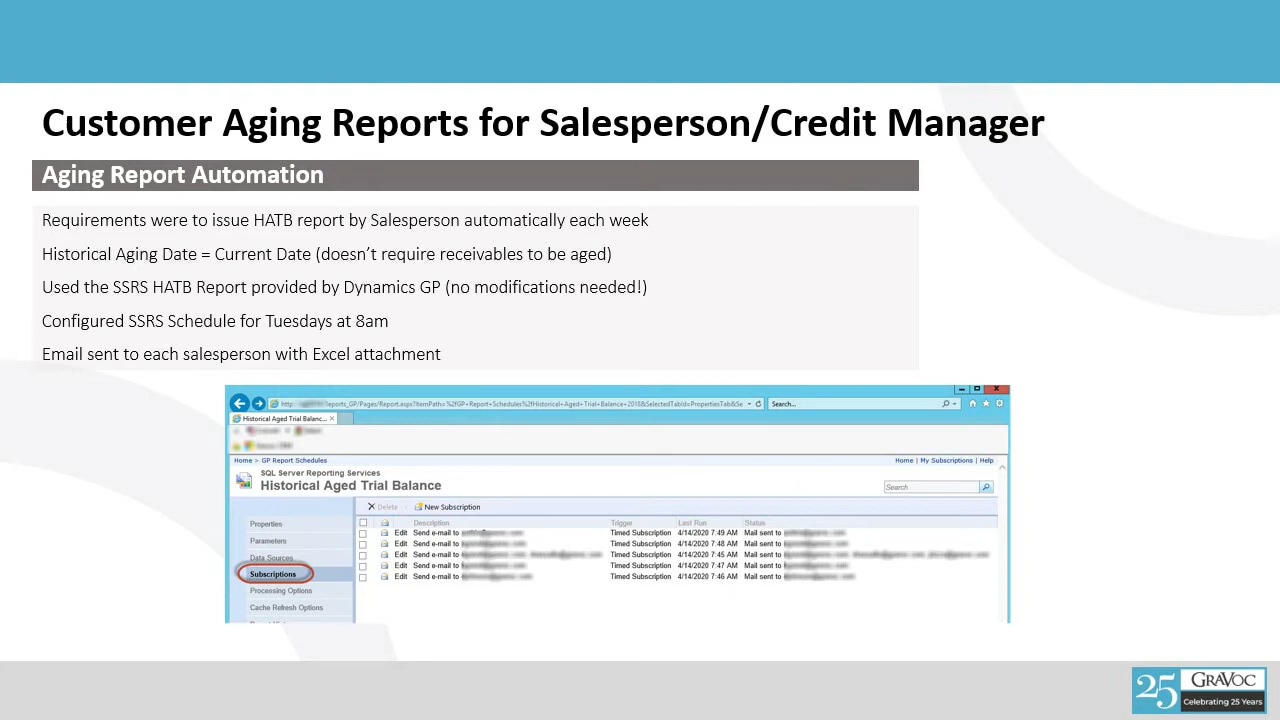 Customer Aging Reports for Salesperson/Credit Manager
Aging Report Automation
Requirements were to issue HATB report by Salesperson automatically each week
Historical Aging Date = Current Date (doesn’t require receivables to be aged)
Used the SSRS HATB Report provided by Dynamics GP (no modifications needed!)
Configured SSRS Schedule for Tuesdays at 8am
Email sent to each salesperson with Excel attachment
Search...
Historical Aged Trial Balanc...
Home > GP Report Schedules
Home | My Subscriptions | Help
SQL Server Reporting Services
Historical Aged Trial Balance
Search
Delete
New Subscription
Properties
Parameters
Data Sources
Subscriptions
Processing Options
Cache Refresh Options
Description Trigger Last Run Status
Edit Send e-mail to Timed Subscription 4/14/2020 7:49 AM Mail sent to
Edit Send e-mail to Timed Subscription 4/14/2020 7:48 AM Mail sent to
Edit Send e-mail to Timed Subscription 4/14/2020 7:45 AM Mail sent to
Edit Send e-mail to Timed Subscription 4/14/2020 7:47 AM Mail sent to
Edit Send e-mail to Timed Subscription 4/14/2020 7:46 AM Mail sent to
25 GRAVOC
Celebrating 25 Years